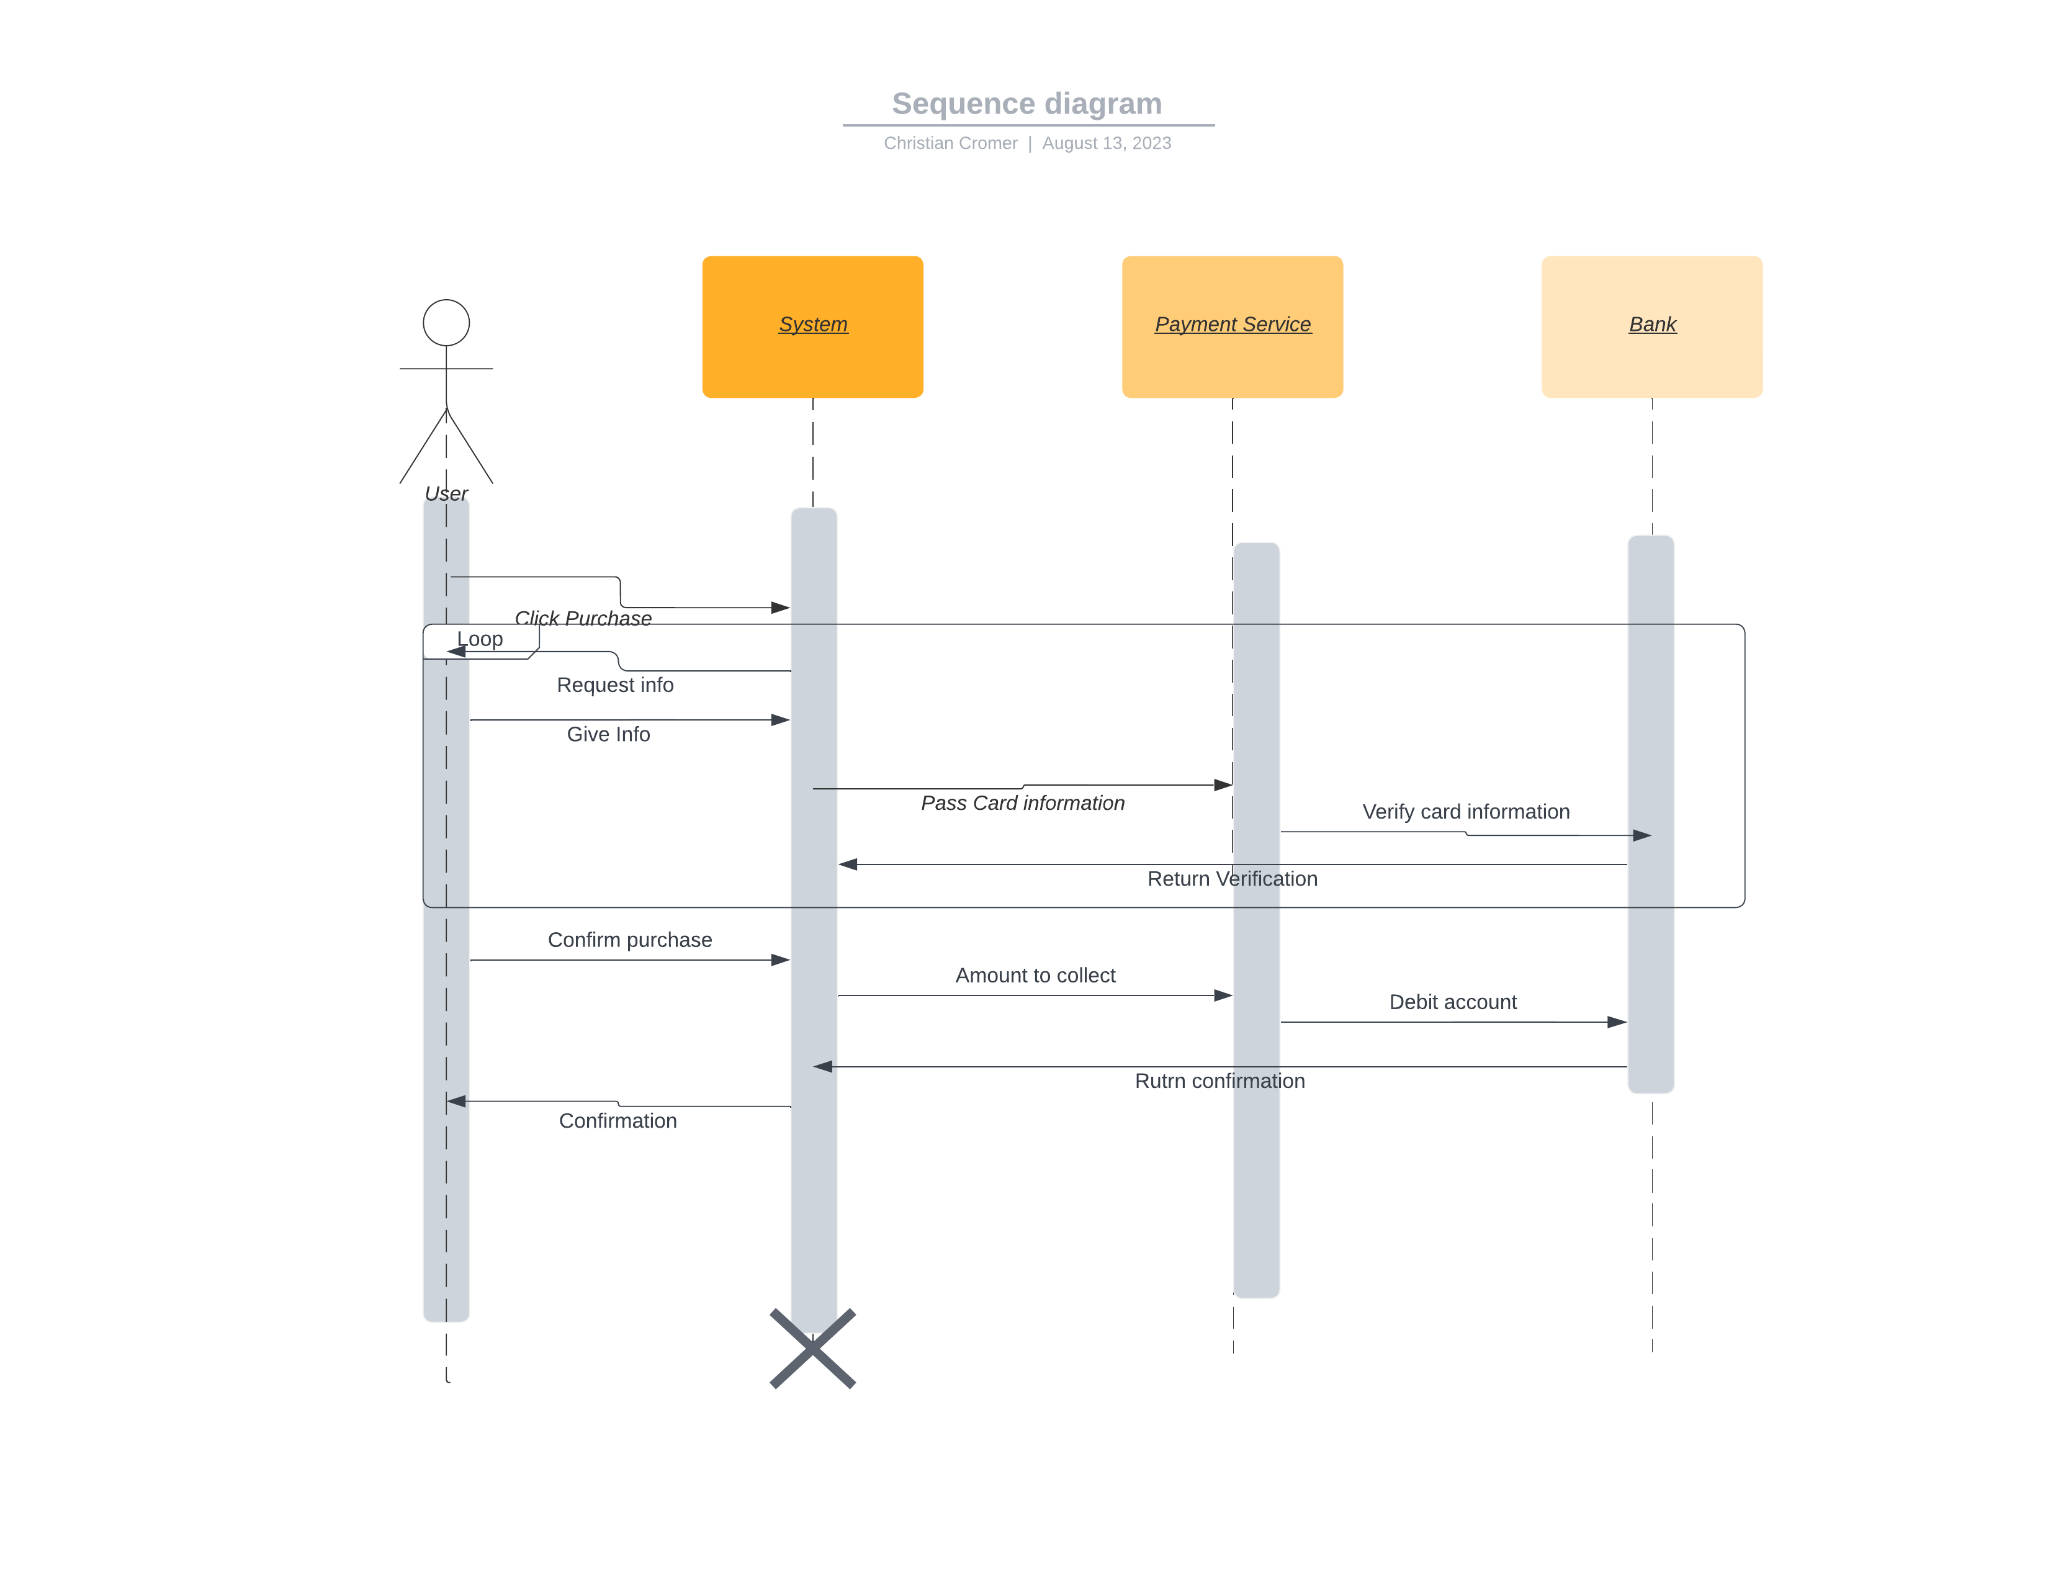 Sequence diagram
Christian Cromer | August 13, 2023
System
Payment Service
Bank
User
Click Purchase
Loop
Request info
Give Info
Pass Card information
Verify card information
Return Verification
Confirm purchase
Amount to collect
Debit account
Rutrn confirmation
Confirmation